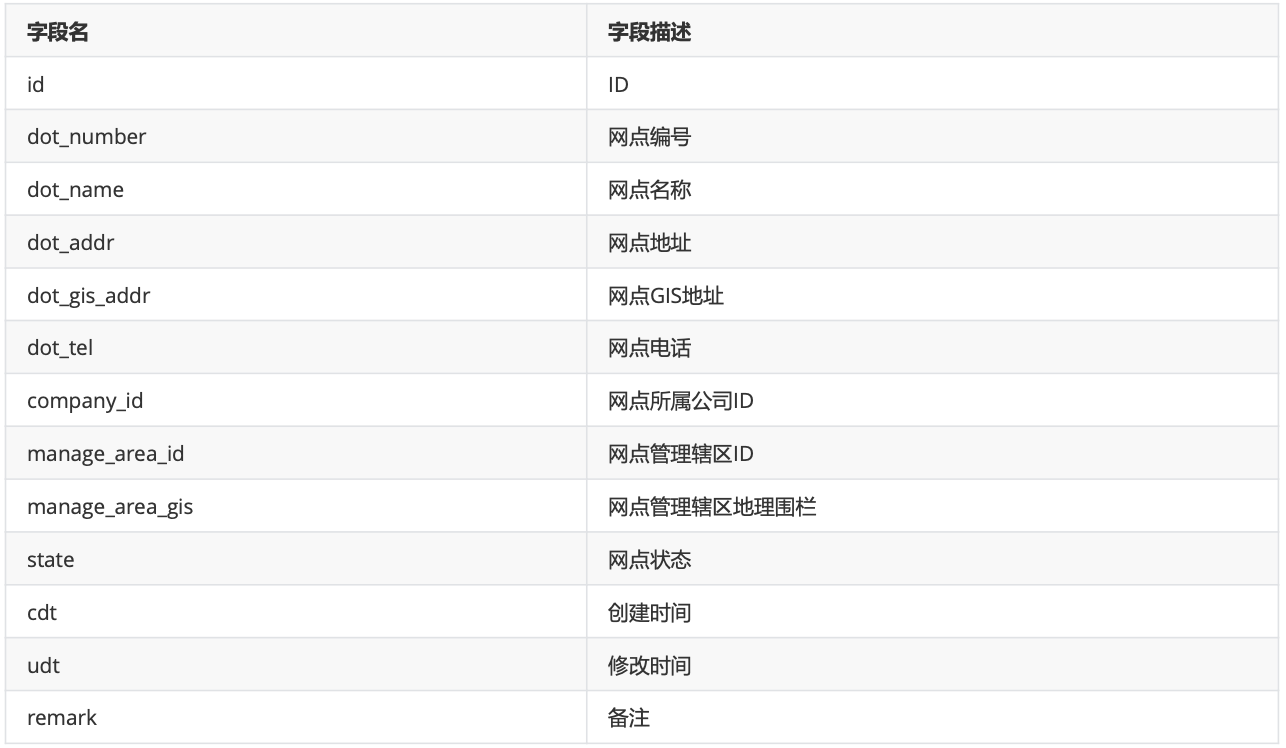 字段名 字段描述
id ID
dot_number 网点编号
dot_name 网点名称
dot_addr 网点地址
dot_gis_addr 网点GIS地址
dot_tel 网点电话
company_id 网点所属公司ID
manage_area_id 网点管理辖区ID
manage_area_gis 网点管理辖区地理围栏
state 网点状态
cdt 创建时间
udt 修改时间
remark 备注